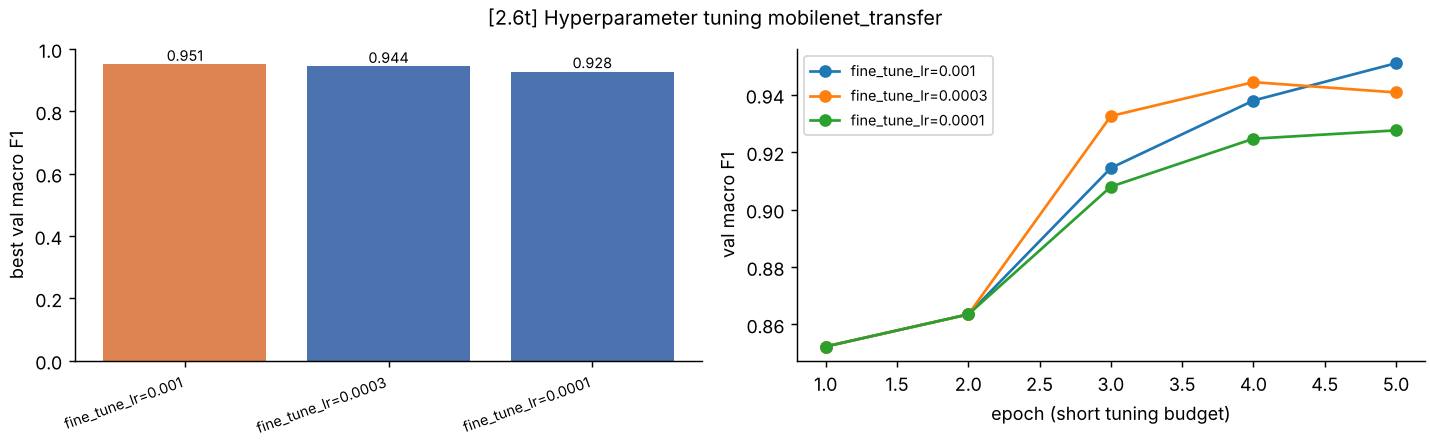 [2.6t] Hyperparameter tuning mobilenet_transfer
best val macro F1
1.0
0.8
0.6
0.4
0.2
0.0
0.951
0.944
0.928
fine_tune_lr=0.001
fine_tune_lr=0.0003
fine_tune_lr=0.0001
val macro F1
0.94
0.92
0.90
0.88
0.86
fine_tune_lr=0.001
fine_tune_lr=0.0003
fine_tune_lr=0.0001
1.0 1.5 2.0 2.5 3.0 3.5 4.0 4.5 5.0
epoch (short tuning budget)